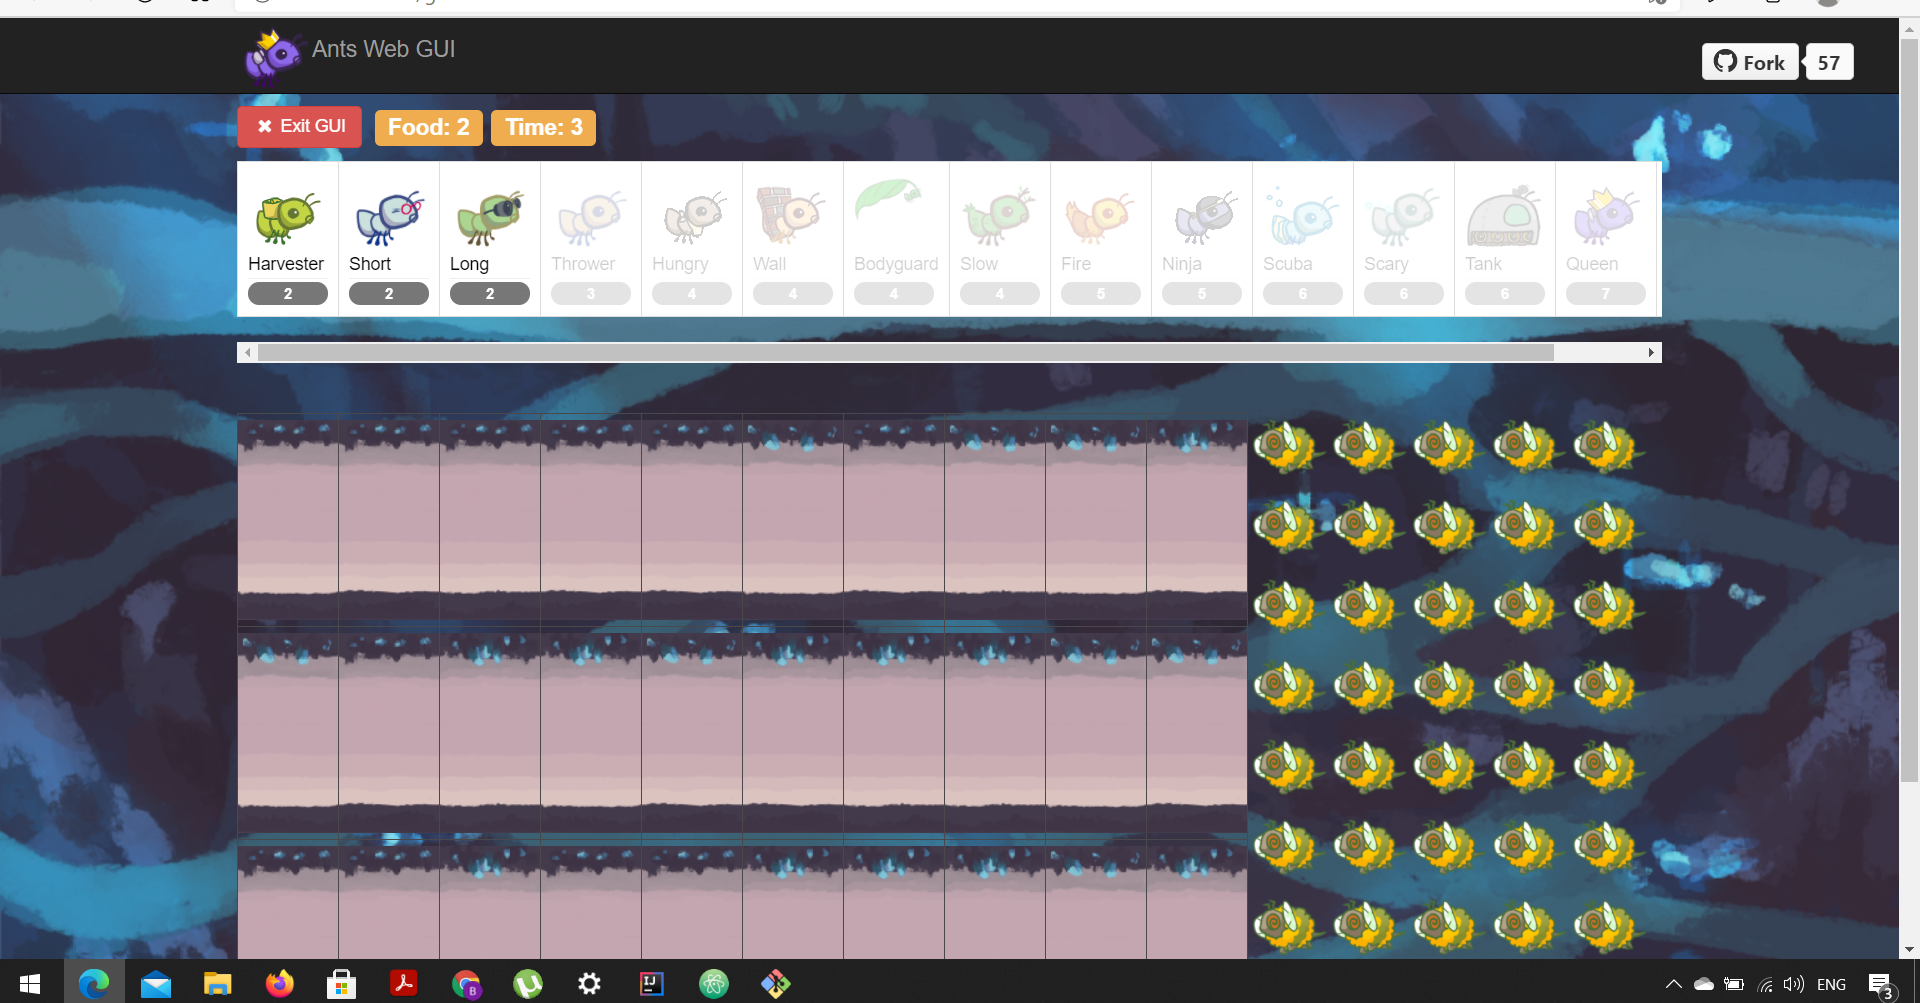 Ants Web GUI
Fork 57
✖ Exit GUI Food: 2 Time: 3
Harvester Short Long Thrower Hungry Wall Bodyguard Slow Fire Ninja Scuba Scary Tank Queen
2 2 2 3 4 4 4 4 5 5 6 6 6 7
ENG
3